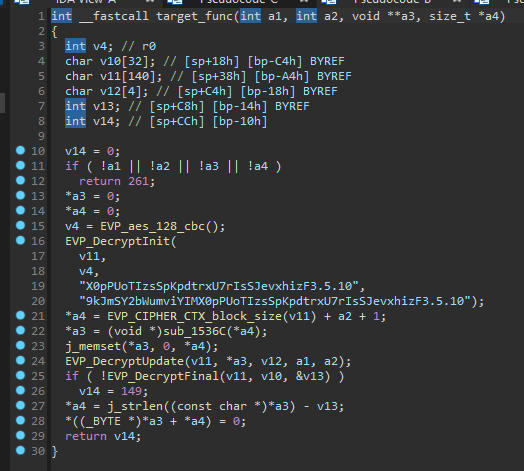 1 int __fastcall target_func(int a1, int a2, void **a3, size_t *a4)
2 {
3 int v4; // r0
4 char v10[32]; // [sp+18h] [bp-C4h] BYREF
5 char v11[140]; // [sp+38h] [bp-A4h] BYREF
6 char v12[4]; // [sp+C4h] [bp-18h] BYREF
7 int v13; // [sp+C8h] [bp-14h] BYREF
8 int v14; // [sp+CCh] [bp-10h]
9
10 v14 = 0;
11 if ( !a1 || !a2 || !a3 || !a4 )
12 return 261;
13 *a3 = 0;
14 *a4 = 0;
15 v4 = EVP_aes_128_cbc();
16 EVP_DecryptInit(
17 v11,
18 v4,
19 "X0pPUoTIzsSpKpdtrxU7rIsSJevxhizF3.5.10",
20 "9kJmSY2bWumviYIMX0pPUoTIzsSpKpdtrxU7rIsSJevxhizF3.5.10");
21 *a4 = EVP_CIPHER_CTX_block_size(v11) + a2 + 1;
22 *a3 = (void *)sub_1536C(*a4);
23 j_memset(*a3, 0, *a4);
24 EVP_DecryptUpdate(v11, *a3, v12, a1, a2);
25 if ( !EVP_DecryptFinal(v11, v10, &v13) )
26 v14 = 149;
27 *a4 = j_strlen((const char *)*a3) - v13;
28 *((_BYTE *)*a3 + *a4) = 0;
29 return v14;
30 }